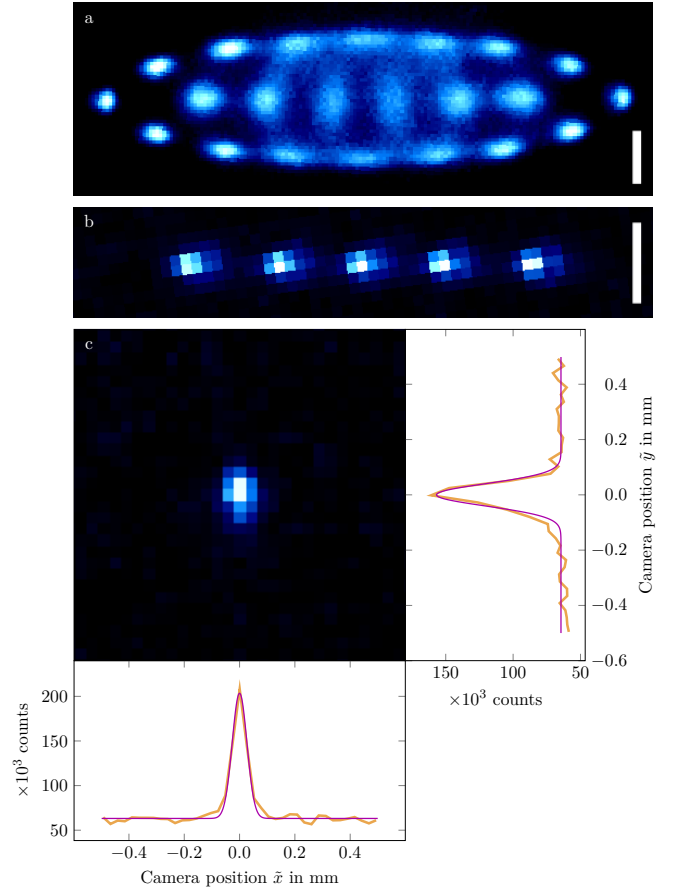 a
b
c
0.4
0.2
0.0
−0.2
−0.4
−0.6
Camera position ỹ in mm
150 100 50
×10³ counts
200
150
100
50
×10³ counts
−0.4 −0.2 0.0 0.2 0.4
Camera position x̃ in mm